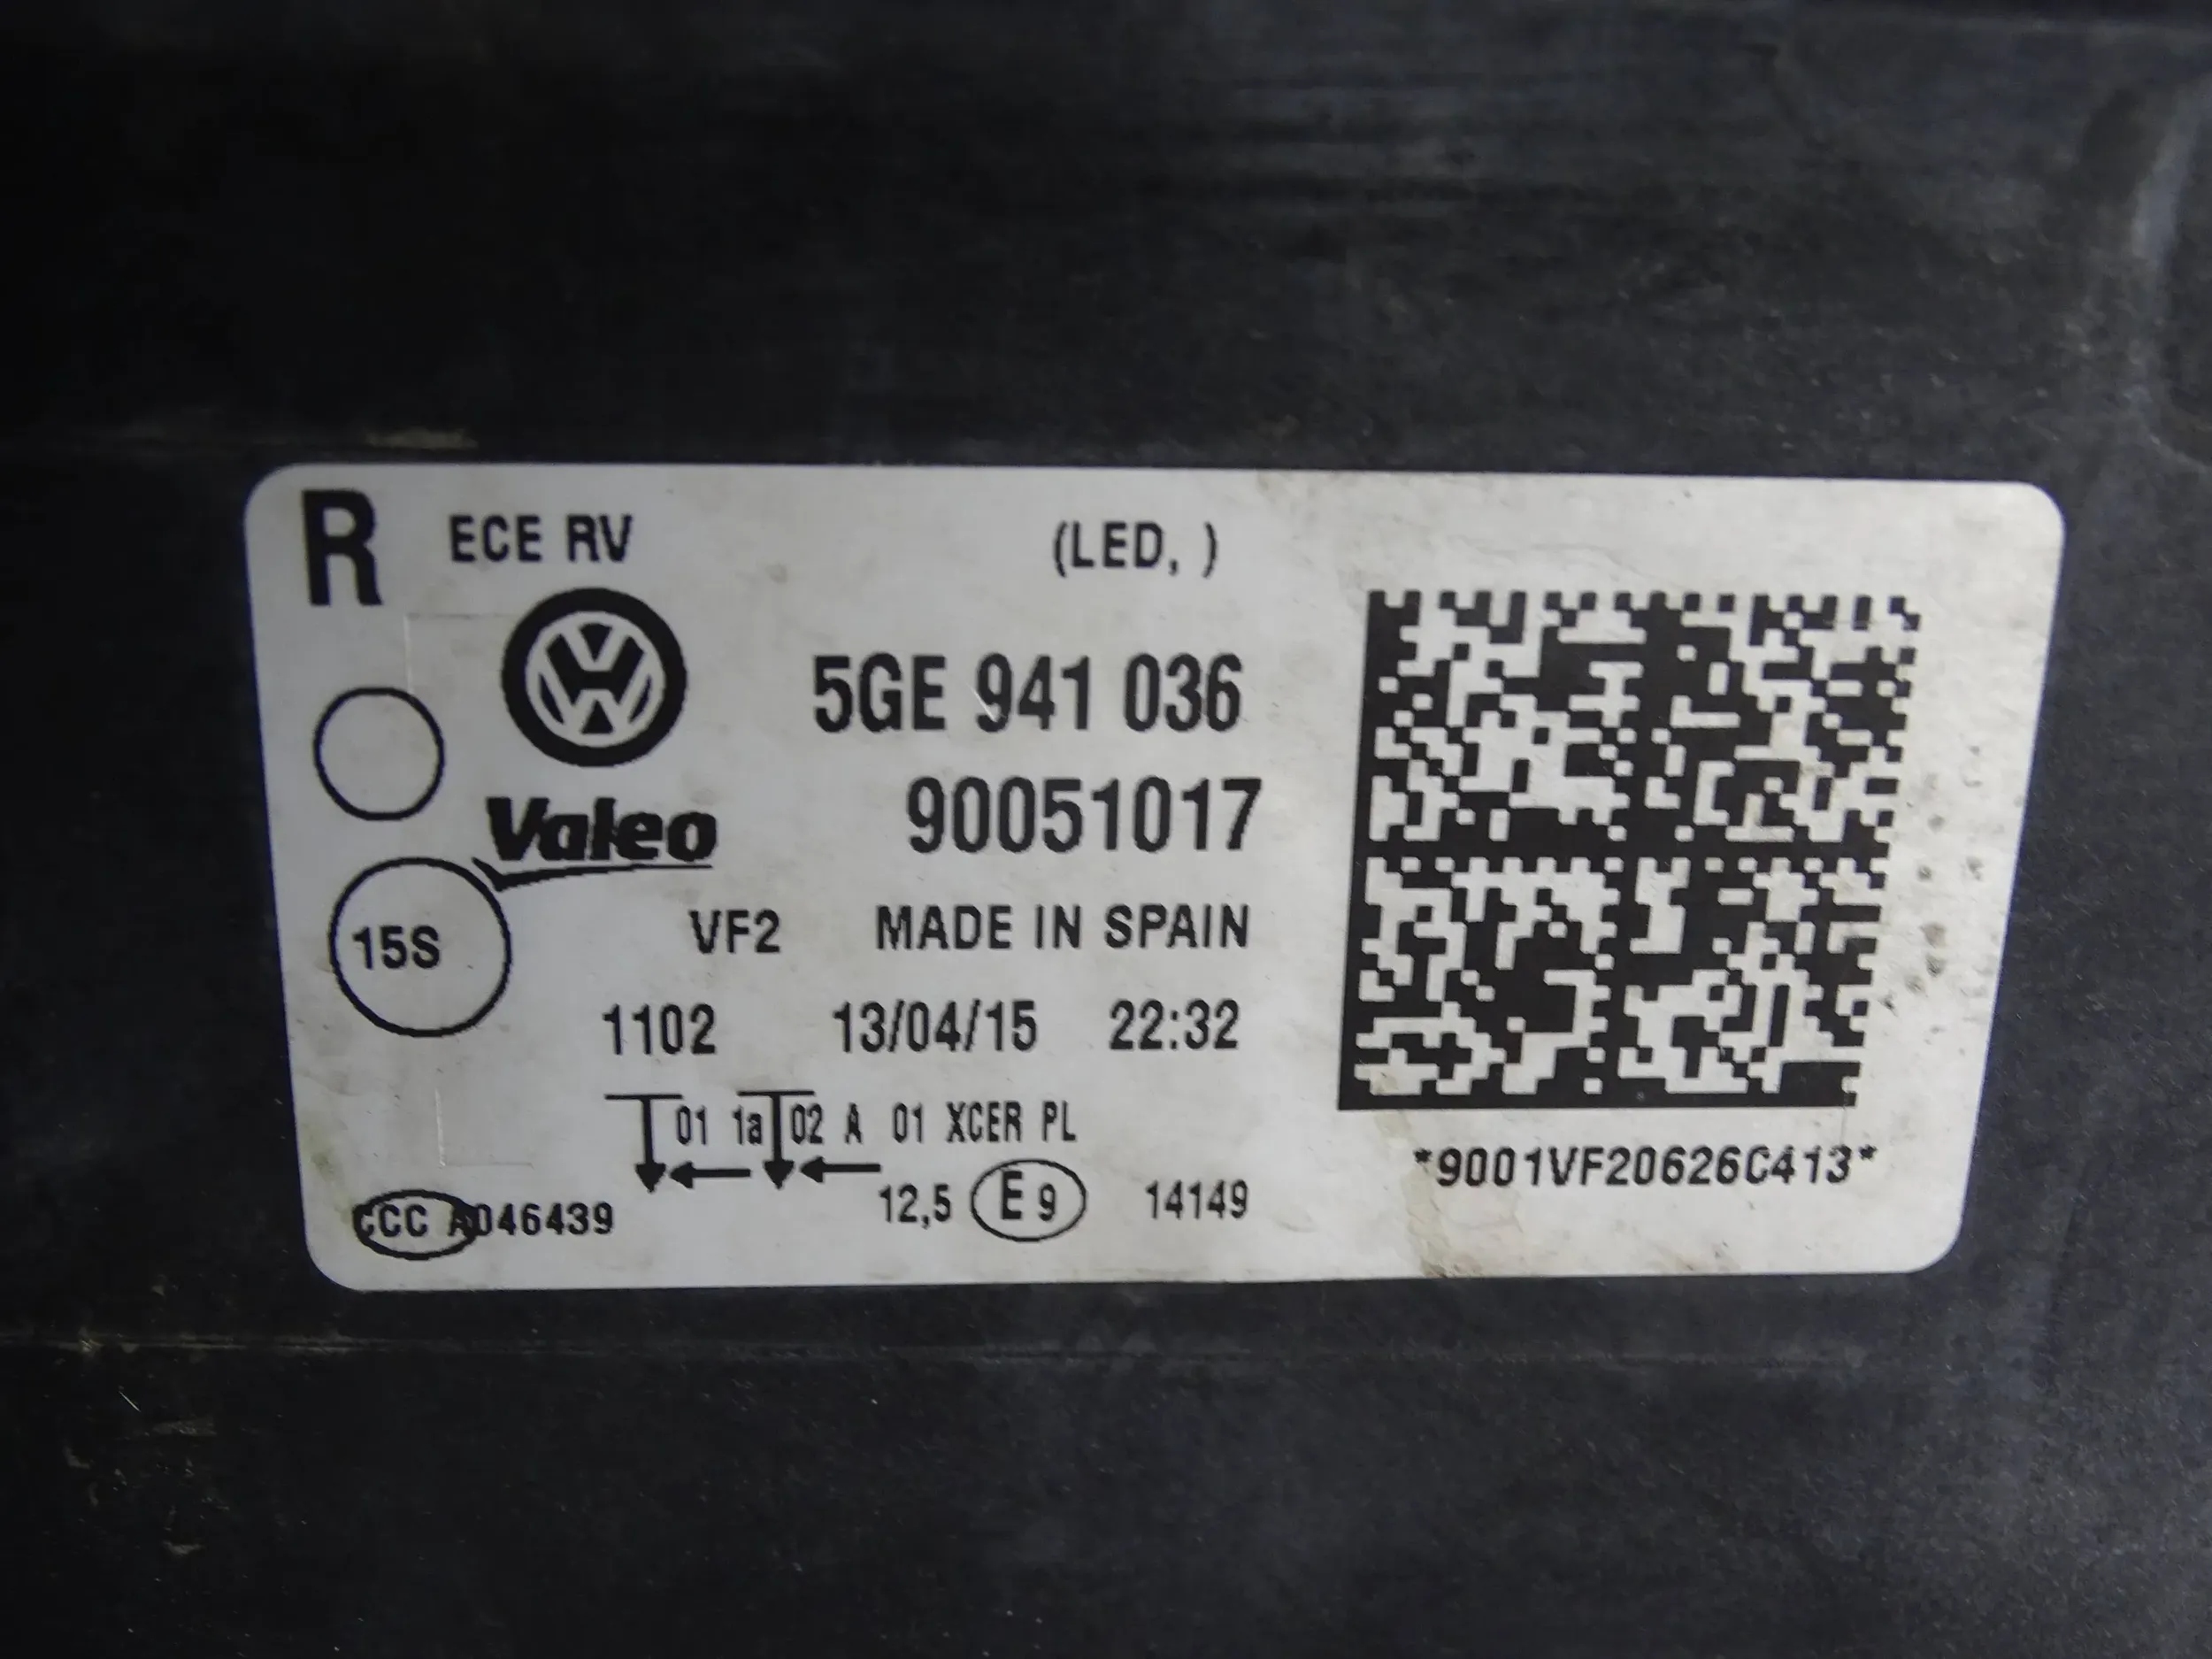 R ECE RV (LED, )
5GE 941 036
Valeo 90051017
15S VF2 MADE IN SPAIN
1102 13/04/15 22:32
01 1a 02 A 01 XCER PL
*9001VF20626C413*
CCC A046439 12,5 E 9 14149